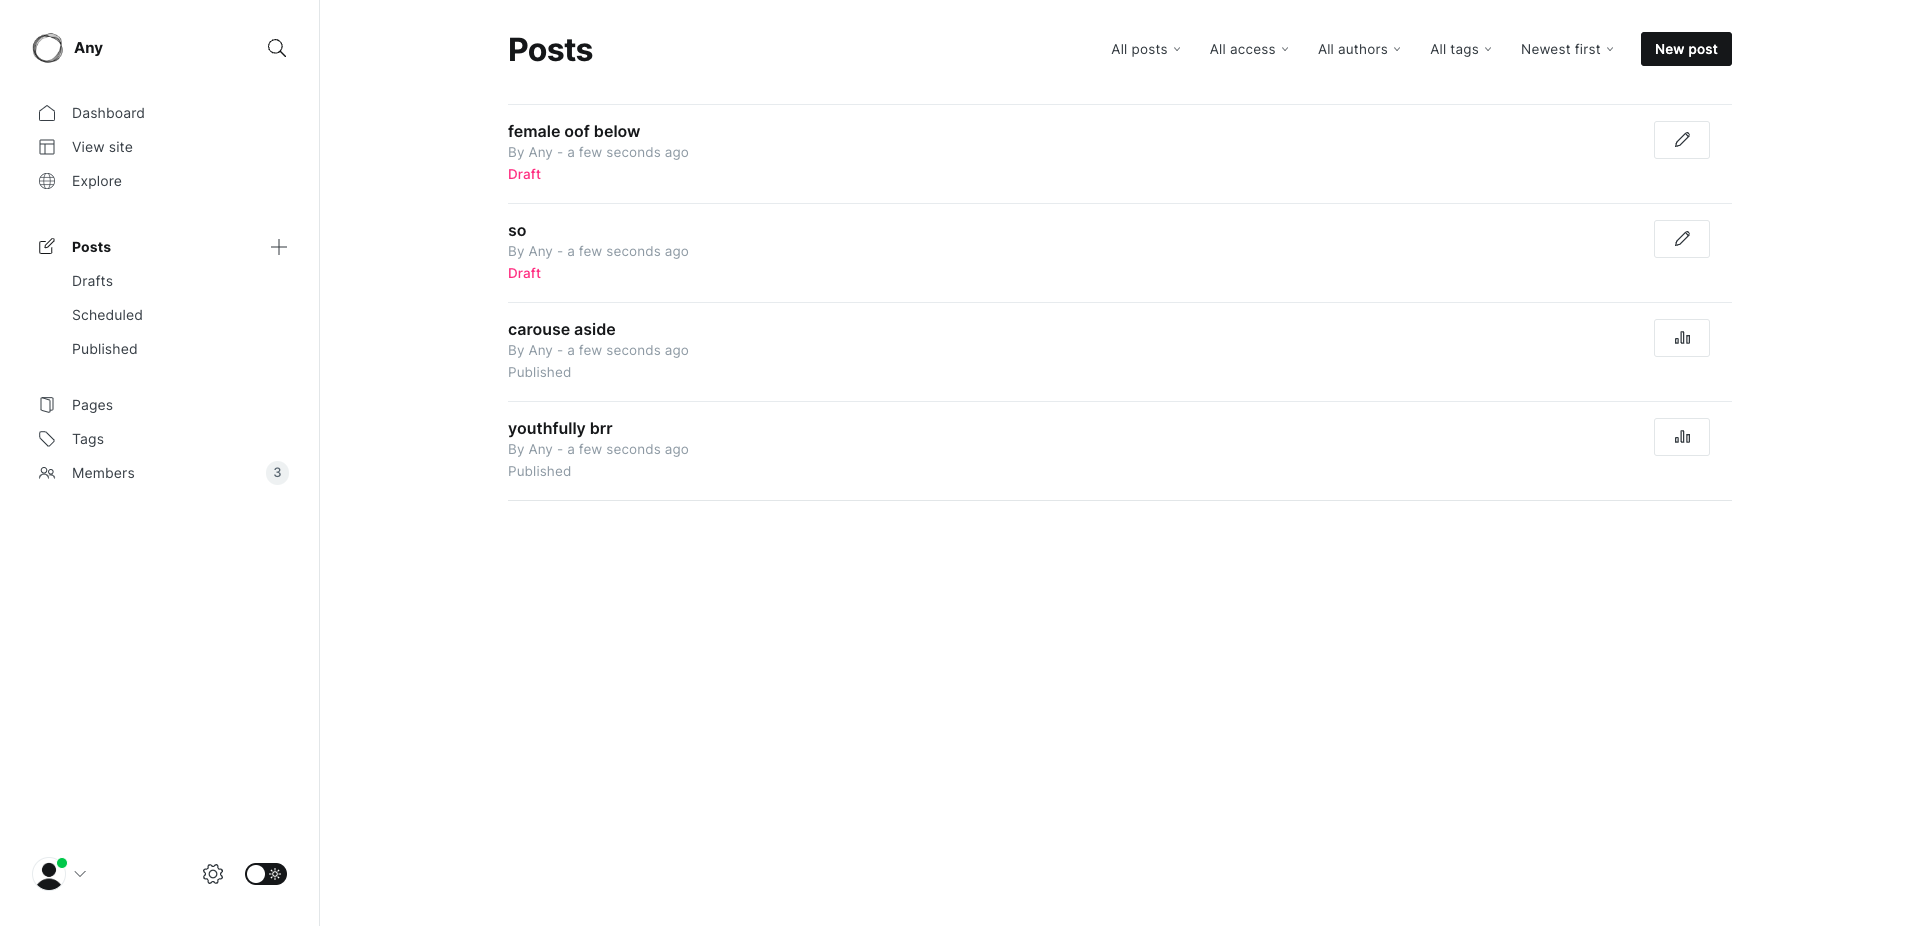 Any
Dashboard
View site
Explore
Posts
Drafts
Scheduled
Published
Pages
Tags
Members 3
Posts
All posts All access All authors All tags Newest first New post
female oof below
By Any - a few seconds ago
Draft
so
By Any - a few seconds ago
Draft
carouse aside
By Any - a few seconds ago
Published
youthfully brr
By Any - a few seconds ago
Published